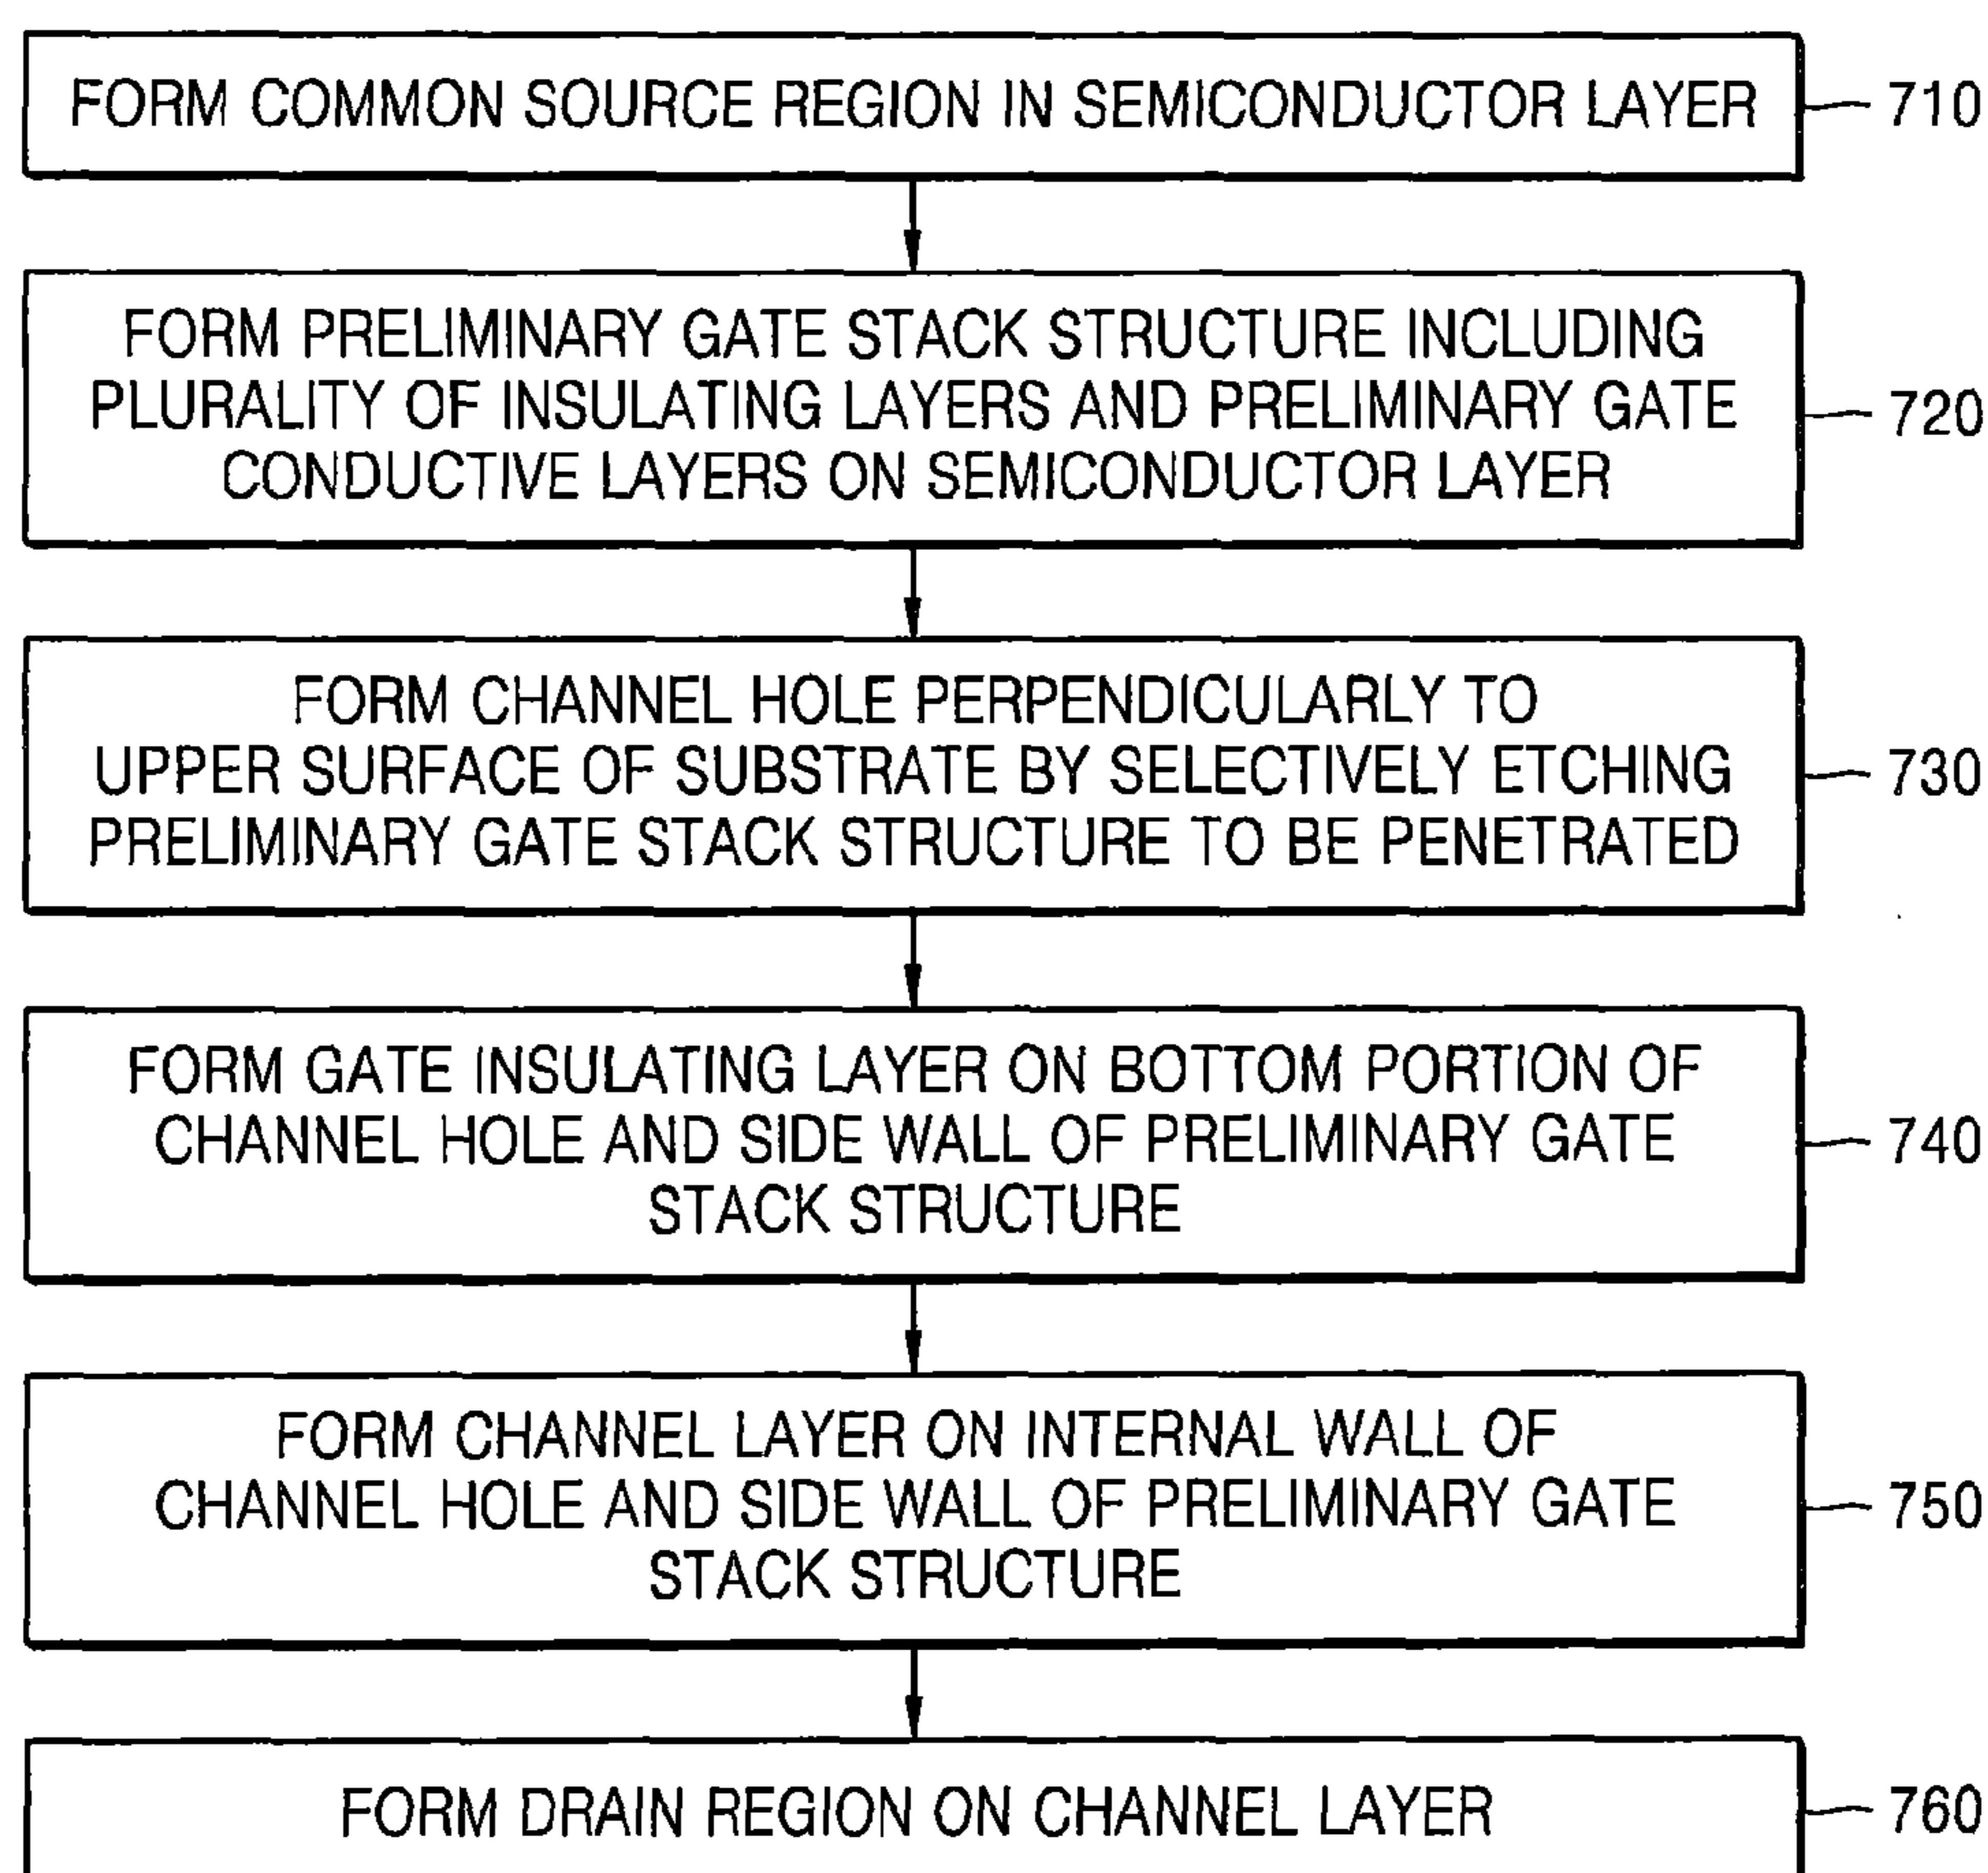 FORM COMMON SOURCE REGION IN SEMICONDUCTOR LAYER
710
FORM PRELIMINARY GATE STACK STRUCTURE INCLUDING
PLURALITY OF INSULATING LAYERS AND PRELIMINARY GATE
CONDUCTIVE LAYERS ON SEMICONDUCTOR LAYER
720
FORM CHANNEL HOLE PERPENDICULARLY TO
UPPER SURFACE OF SUBSTRATE BY SELECTIVELY ETCHING
PRELIMINARY GATE STACK STRUCTURE TO BE PENETRATED
730
FORM GATE INSULATING LAYER ON BOTTOM PORTION OF
CHANNEL HOLE AND SIDE WALL OF PRELIMINARY GATE
STACK STRUCTURE
740
FORM CHANNEL LAYER ON INTERNAL WALL OF
CHANNEL HOLE AND SIDE WALL OF PRELIMINARY GATE
STACK STRUCTURE
750
FORM DRAIN REGION ON CHANNEL LAYER
760